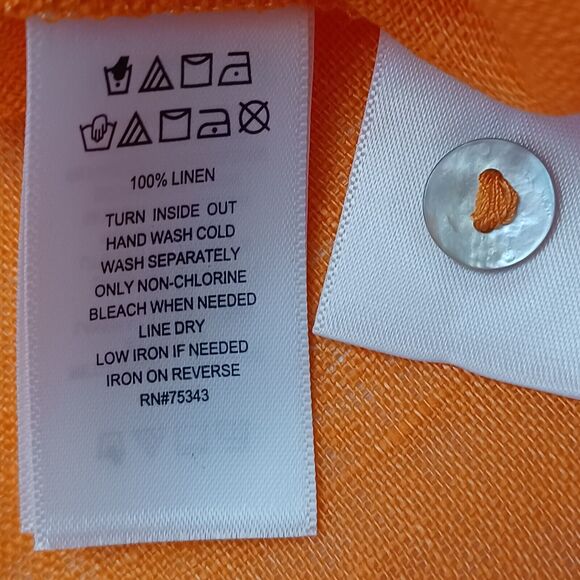 100% LINEN
TURN INSIDE OUT
HAND WASH COLD
WASH SEPARATELY
ONLY NON-CHLORINE
BLEACH WHEN NEEDED
LINE DRY
LOW IRON IF NEEDED
IRON ON REVERSE
RN#75343